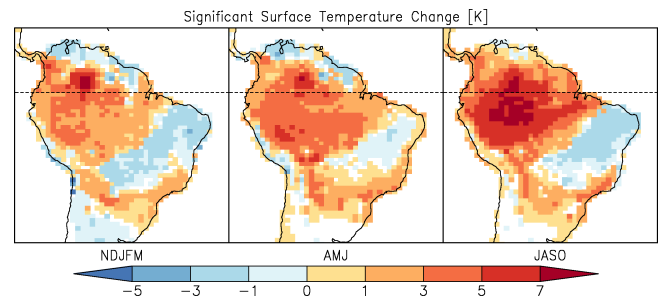 Significant Surface Temperature Change [K]
NDJFM AMJ JASO
−5 −3 −1 0 1 3 5 7